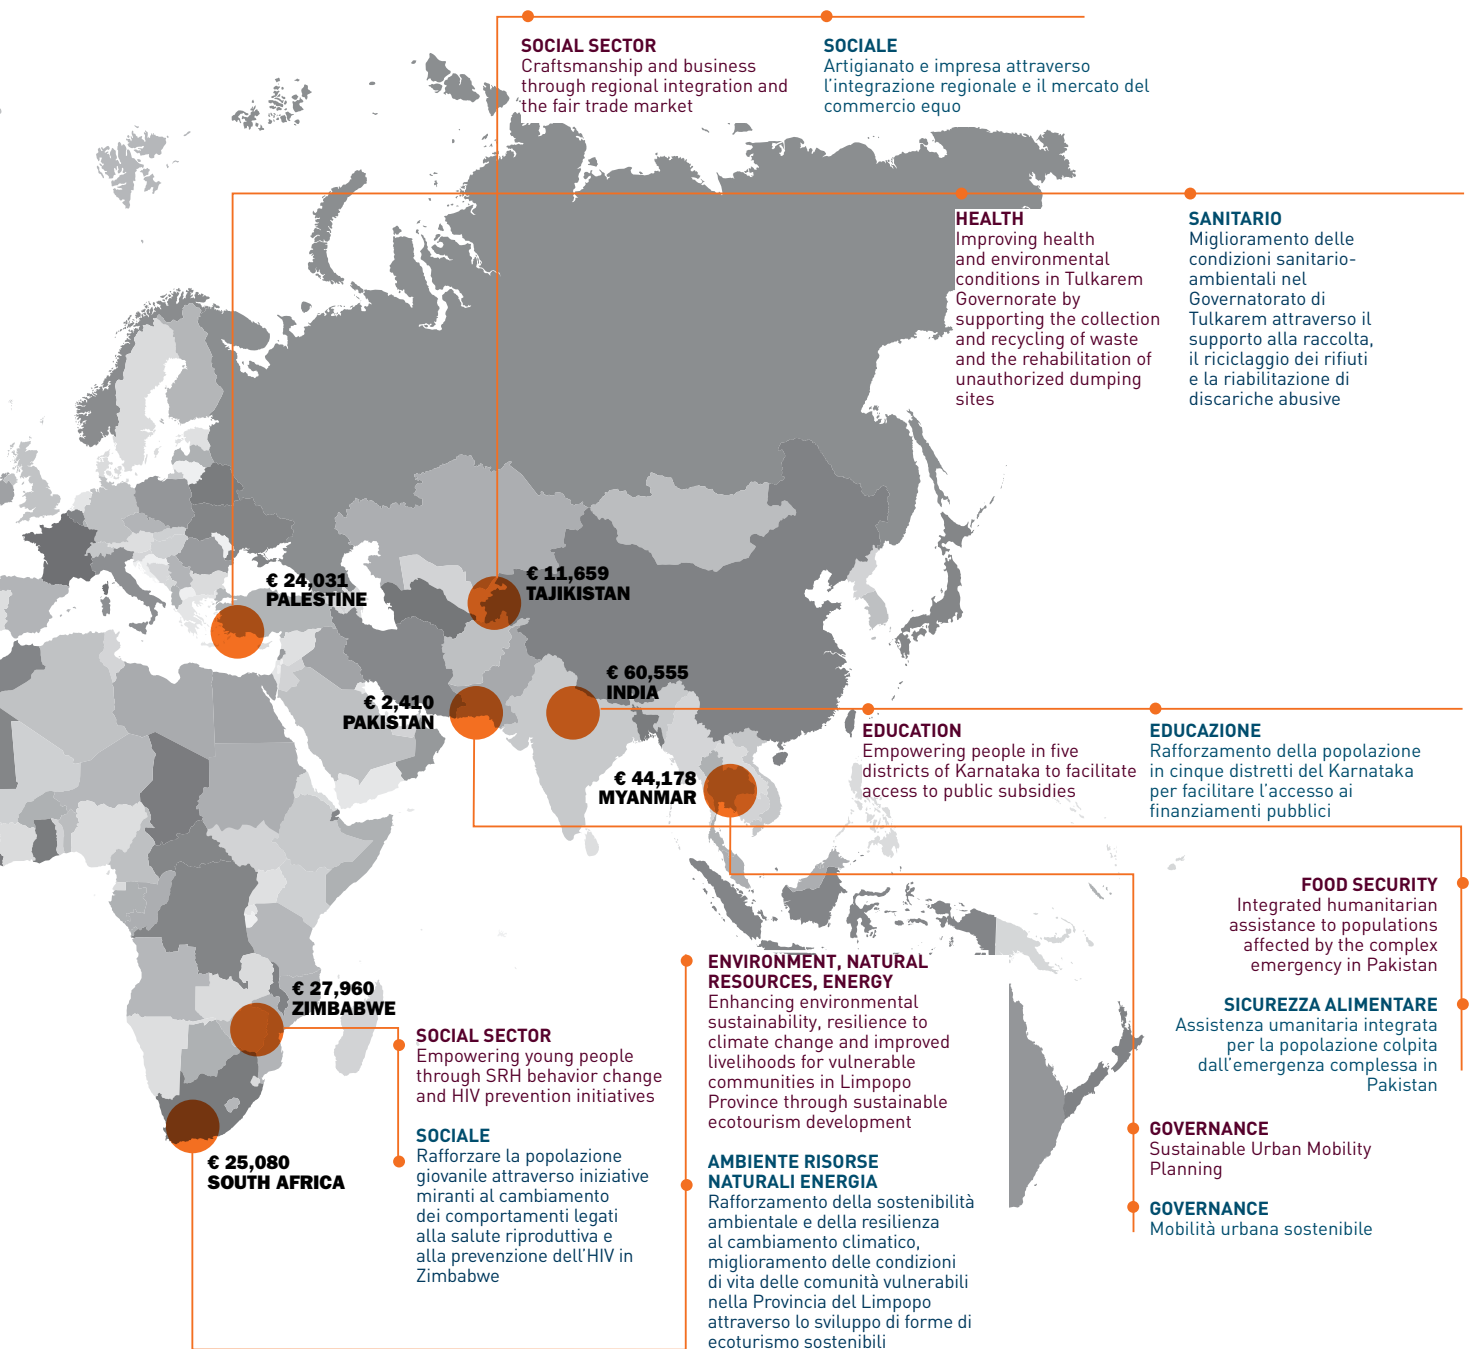 SOCIAL SECTOR
Craftsmanship and business
through regional integration and
the fair trade market
SOCIALE
Artigianato e impresa attraverso
l'integrazione regionale e il mercato del
commercio equo
HEALTH
Improving health
and environmental
conditions in Tulkarem
Governorate by
supporting the collection
and recycling of waste
and the rehabilitation of
unauthorized dumping
sites
SANITARIO
Miglioramento delle
condizioni sanitario-
ambientali nel
Governatorato di
Tulkarem attraverso il
supporto alla raccolta,
il riciclaggio dei rifiuti
e la riabilitazione di
discariche abusive
€ 24,031
PALESTINE
€ 11,659
TAJIKISTAN
€ 60,555
INDIA
€ 2,410
PAKISTAN
€ 44,178
MYANMAR
EDUCATION
Empowering people in five
districts of Karnataka to facilitate
access to public subsidies
EDUCAZIONE
Rafforzamento della popolazione
in cinque distretti del Karnataka
per facilitare l'accesso ai
finanziamenti pubblici
FOOD SECURITY
Integrated humanitarian
assistance to populations
affected by the complex
emergency in Pakistan
SICUREZZA ALIMENTARE
Assistenza umanitaria integrata
per la popolazione colpita
dall'emergenza complessa in
Pakistan
€ 27,960
ZIMBABWE
SOCIAL SECTOR
Empowering young people
through SRH behavior change
and HIV prevention initiatives
SOCIALE
Rafforzare la popolazione
giovanile attraverso iniziative
miranti al cambiamento
dei comportamenti legati
alla salute riproduttiva e
alla prevenzione dell'HIV in
Zimbabwe
€ 25,080
SOUTH AFRICA
ENVIRONMENT, NATURAL
RESOURCES, ENERGY
Enhancing environmental
sustainability, resilience to
climate change and improved
livelihoods for vulnerable
communities in Limpopo
Province through sustainable
ecotourism development
AMBIENTE RISORSE
NATURALI ENERGIA
Rafforzamento della sostenibilità
ambientale e della resilienza
al cambiamento climatico,
miglioramento delle condizioni
di vita delle comunità vulnerabili
nella Provincia del Limpopo
attraverso lo sviluppo di forme di
ecoturismo sostenibili
GOVERNANCE
Sustainable Urban Mobility
Planning
GOVERNANCE
Mobilità urbana sostenibile